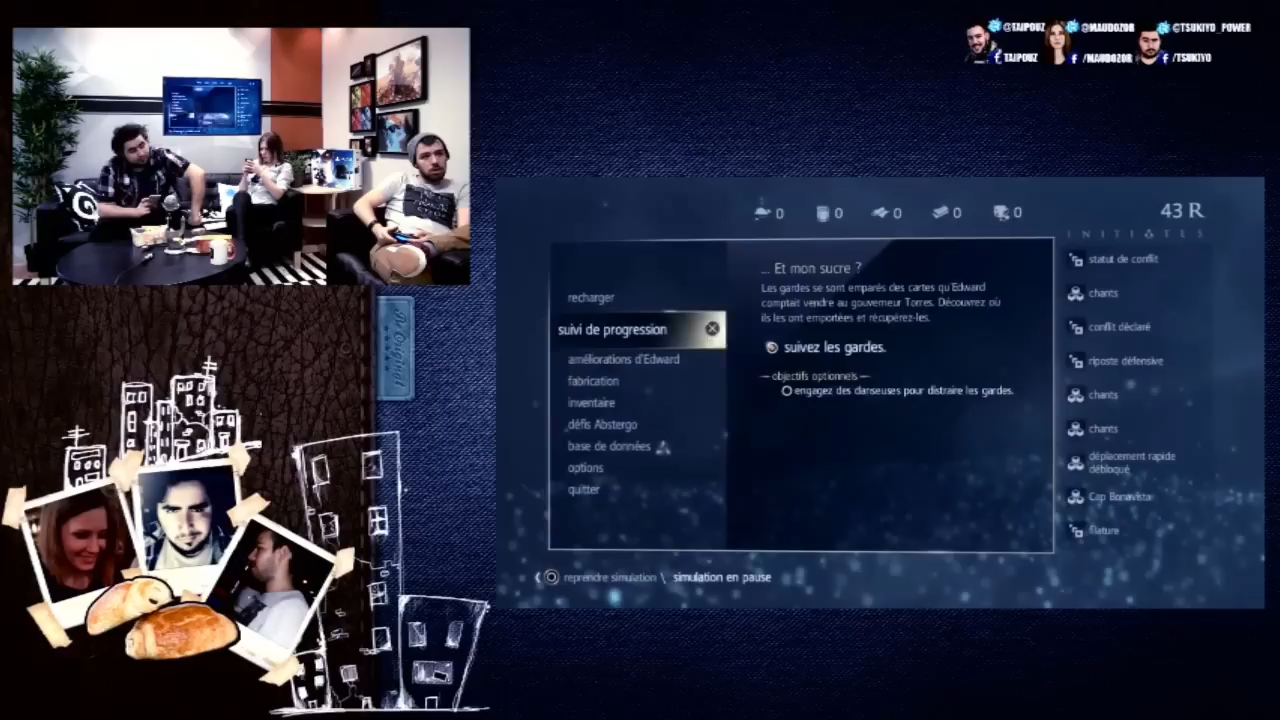 @TAIPOUZ @MAUDOZOR @TSUKIYO_POWER
TAIPOUZ /MAUDOZOR /TSUKIYO
0 0 0 0 0
43 R
INITIATES
recharger
suivi de progression
améliorations d'Edward
fabrication
inventaire
défis Abstergo
base de données
options
quitter
... Et mon sucre ?
Les gardes se sont emparés des cartes qu'Edward
comptait vendre au gouverneur Torres. Découvrez où
ils les ont emportées et récupérez-les.
suivez les gardes.
objectifs optionnels
engagez des danseuses pour distraire les gardes.
statut de conflit
chants
conflit déclaré
riposte défensive
chants
chants
déplacement rapide
débloqué
Cap Bonavista
filature
reprendre simulation \ simulation en pause
Original